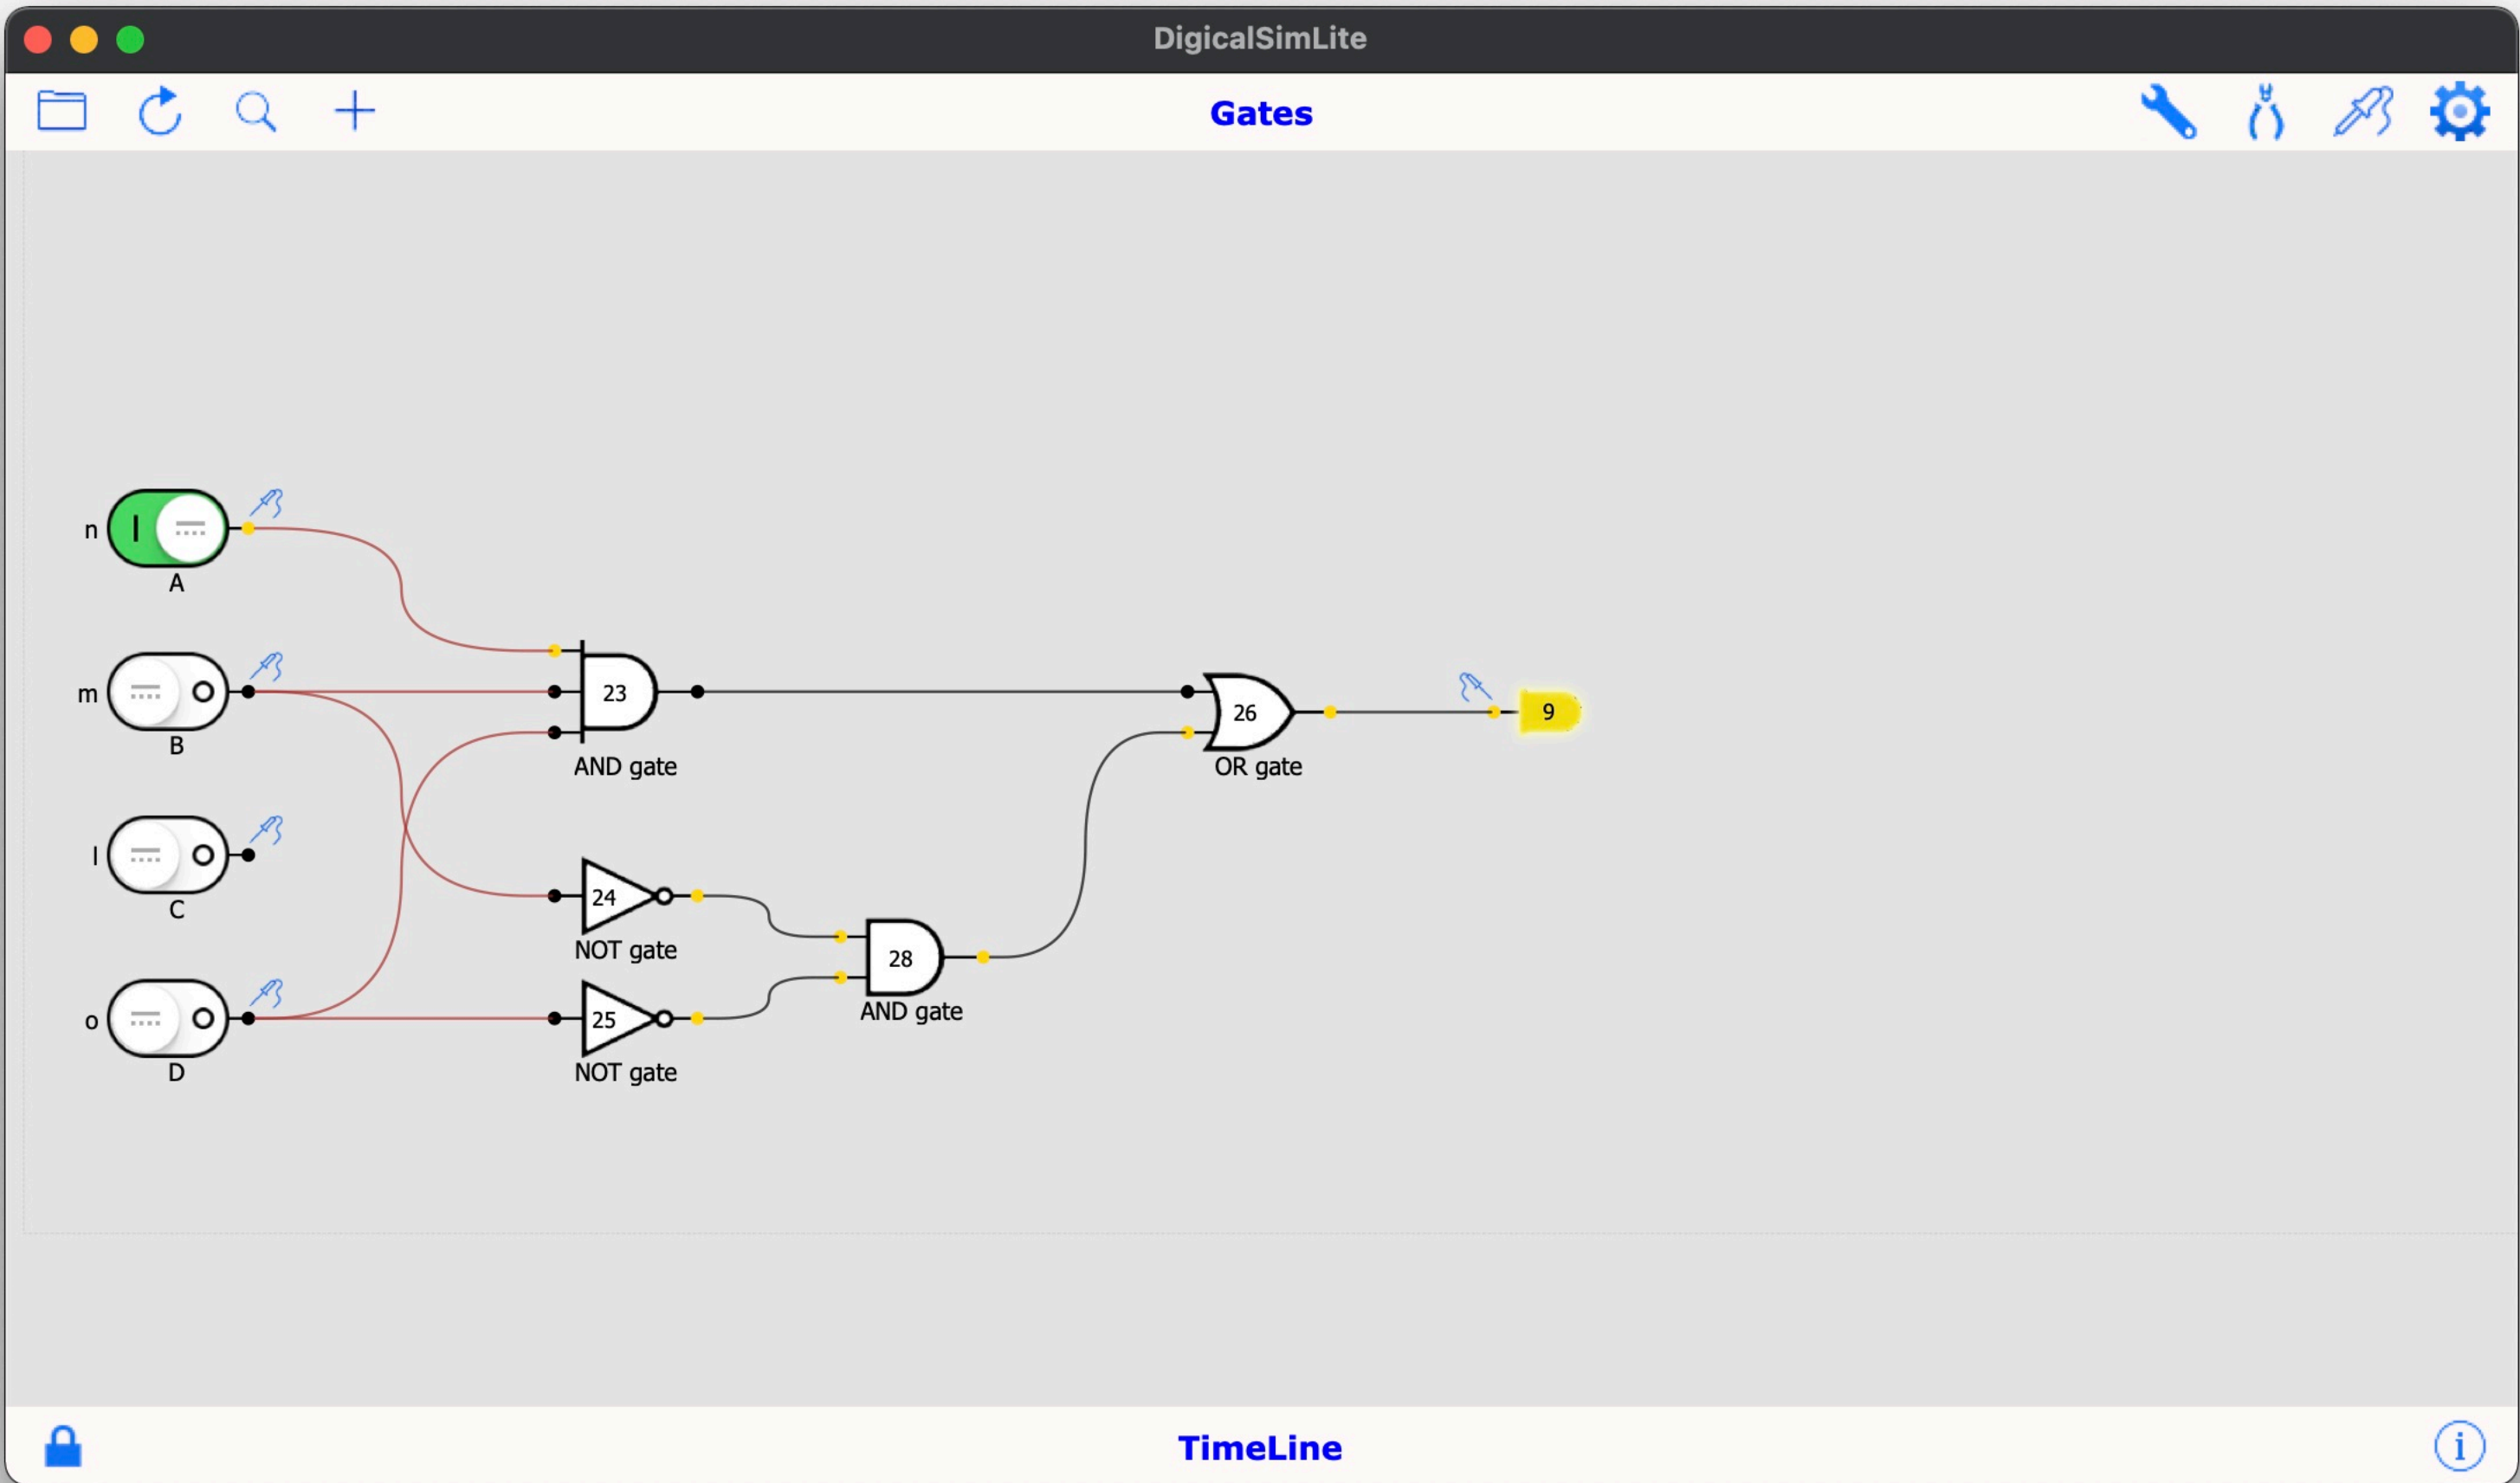 DigicalSimLite
Gates
n
A
m
B
23
AND gate
26
OR gate
9
l
C
24
NOT gate
28
AND gate
o
D
25
NOT gate
TimeLine